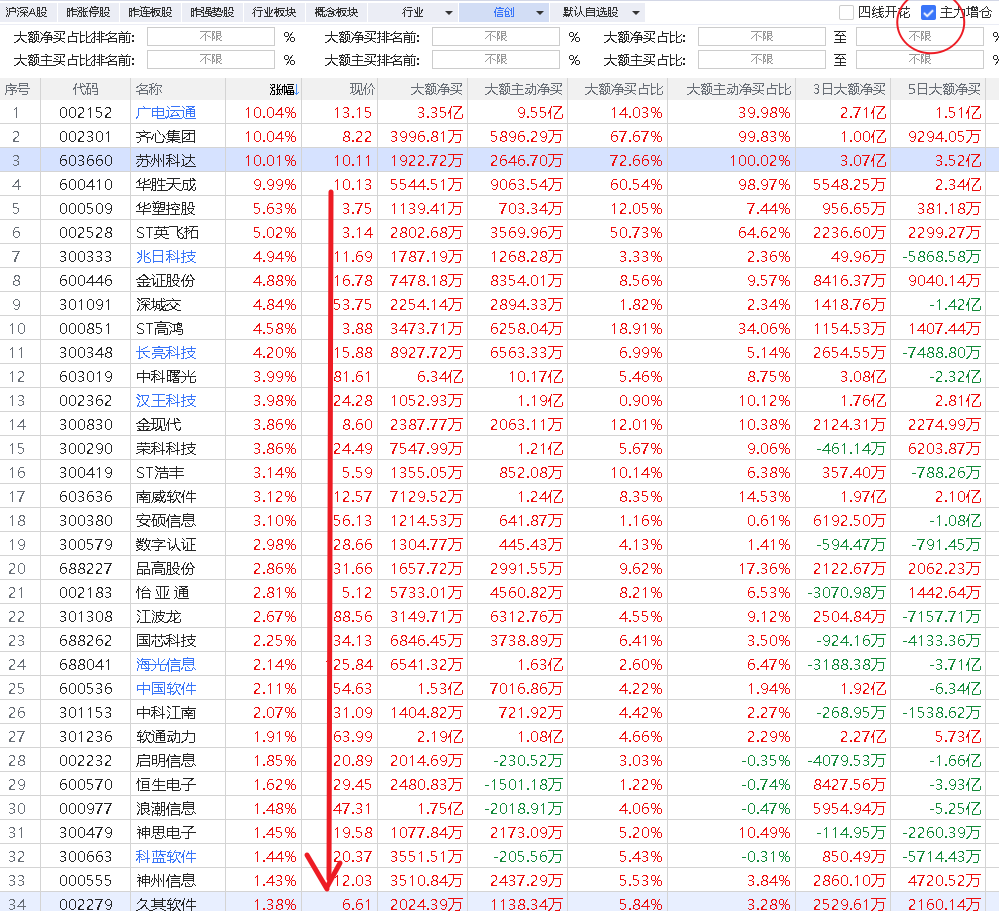 沪深A股 昨涨停股 昨连板股 昨强势股 行业板块 概念板块 行业 信创 默认自选股 四线开花 主力增仓
大额净买占比排名前: 不限 % 大额净买排名前: 不限 % 大额净买占比: 不限 至 不限
大额主买占比排名前: 不限 % 大额主买排名前: 不限 % 大额主买占比: 不限 至 不限
序号 代码 名称 涨幅↓ 现价 大额净买 大额主动净买 大额净买占比 大额主动净买占比 3日大额净买 5日大额净买
1 002152 广电运通 10.04% 13.15 3.35亿 9.55亿 14.03% 39.98% 2.71亿 1.51亿
2 002301 齐心集团 10.04% 8.22 3996.81万 5896.29万 67.67% 99.83% 1.00亿 9294.05万
3 603660 苏州科达 10.01% 10.11 1922.72万 2646.70万 72.66% 100.02% 3.07亿 3.52亿
4 600410 华胜天成 9.99% 10.13 5544.51万 9063.54万 60.54% 98.97% 5548.25万 2.34亿
5 000509 华塑控股 5.63% 3.75 1139.41万 703.34万 12.05% 7.44% 956.65万 381.18万
6 002528 ST英飞拓 5.02% 3.14 2802.68万 3569.96万 50.73% 64.62% 2236.60万 2299.27万
7 300333 兆日科技 4.94% 11.69 1787.19万 1268.28万 3.33% 2.36% 49.96万 -5868.58万
8 600446 金证股份 4.88% 16.78 7478.18万 8354.01万 8.56% 9.57% 8416.37万 9040.14万
9 301091 深城交 4.84% 53.75 2254.14万 2894.33万 1.82% 2.34% 1418.76万 -1.42亿
10 000851 ST高鸿 4.58% 3.88 3473.71万 6258.04万 18.91% 34.06% 1154.53万 1407.44万
11 300348 长亮科技 4.20% 15.88 8927.72万 6563.33万 6.99% 5.14% 2654.55万 -7488.80万
12 603019 中科曙光 3.99% 81.61 6.34亿 10.17亿 5.46% 8.75% 3.08亿 -2.32亿
13 002362 汉王科技 3.98% 24.28 1052.93万 1.19亿 0.90% 10.12% 1.76亿 2.81亿
14 300830 金现代 3.86% 8.60 2387.77万 2063.11万 12.01% 10.38% 2124.31万 2274.99万
15 300290 荣科科技 3.86% 24.49 7547.99万 1.21亿 5.67% 9.06% -461.14万 6203.87万
16 300419 ST浩丰 3.14% 5.59 1355.05万 852.08万 10.14% 6.38% 357.40万 -788.26万
17 603636 南威软件 3.12% 12.57 7129.52万 1.24亿 8.35% 14.53% 1.97亿 2.10亿
18 300380 安硕信息 3.10% 56.13 1214.53万 641.87万 1.16% 0.61% 6192.50万 -1.08亿
19 300579 数字认证 2.98% 28.66 1304.77万 445.43万 4.13% 1.41% -594.47万 -791.45万
20 688227 品高股份 2.86% 31.66 1657.72万 2991.55万 9.62% 17.36% 2122.67万 2062.23万
21 002183 怡亚通 2.81% 5.12 5733.01万 4560.82万 8.21% 6.53% -3070.98万 1442.64万
22 301308 江波龙 2.67% 88.56 3149.71万 6312.76万 4.55% 9.12% 2504.84万 -7157.71万
23 688262 国芯科技 2.25% 34.13 6846.45万 3738.89万 6.41% 3.50% -924.16万 -4133.36万
24 688041 海光信息 2.14% 125.84 6541.32万 1.63亿 2.60% 6.47% -3188.38万 -3.71亿
25 600536 中国软件 2.11% 54.63 1.53亿 7016.86万 4.22% 1.94% 1.92亿 -6.34亿
26 301153 中科江南 2.07% 31.09 1404.82万 721.92万 4.42% 2.27% -268.95万 -1538.62万
27 301236 软通动力 1.91% 63.99 2.19亿 1.08亿 4.66% 2.29% 2.27亿 5.73亿
28 002232 启明信息 1.85% 20.89 2014.69万 -230.52万 3.03% -0.35% -4079.53万 -1.66亿
29 600570 恒生电子 1.62% 29.45 2480.83万 -1501.18万 1.22% -0.74% 8427.56万 -3.93亿
30 000977 浪潮信息 1.48% 47.31 1.75亿 -2018.91万 4.06% -0.47% 5954.94万 -5.25亿
31 300479 神思电子 1.45% 19.58 1077.84万 2173.09万 5.20% 10.49% -114.95万 -2260.39万
32 300663 科蓝软件 1.44% 20.37 3551.51万 -205.56万 5.43% -0.31% 850.49万 -5714.43万
33 000555 神州信息 1.43% 12.03 3510.84万 2437.29万 5.53% 3.84% 2860.10万 4720.52万
34 002279 久其软件 1.38% 6.61 2024.39万 1138.34万 5.84% 3.28% 2529.61万 2160.14万